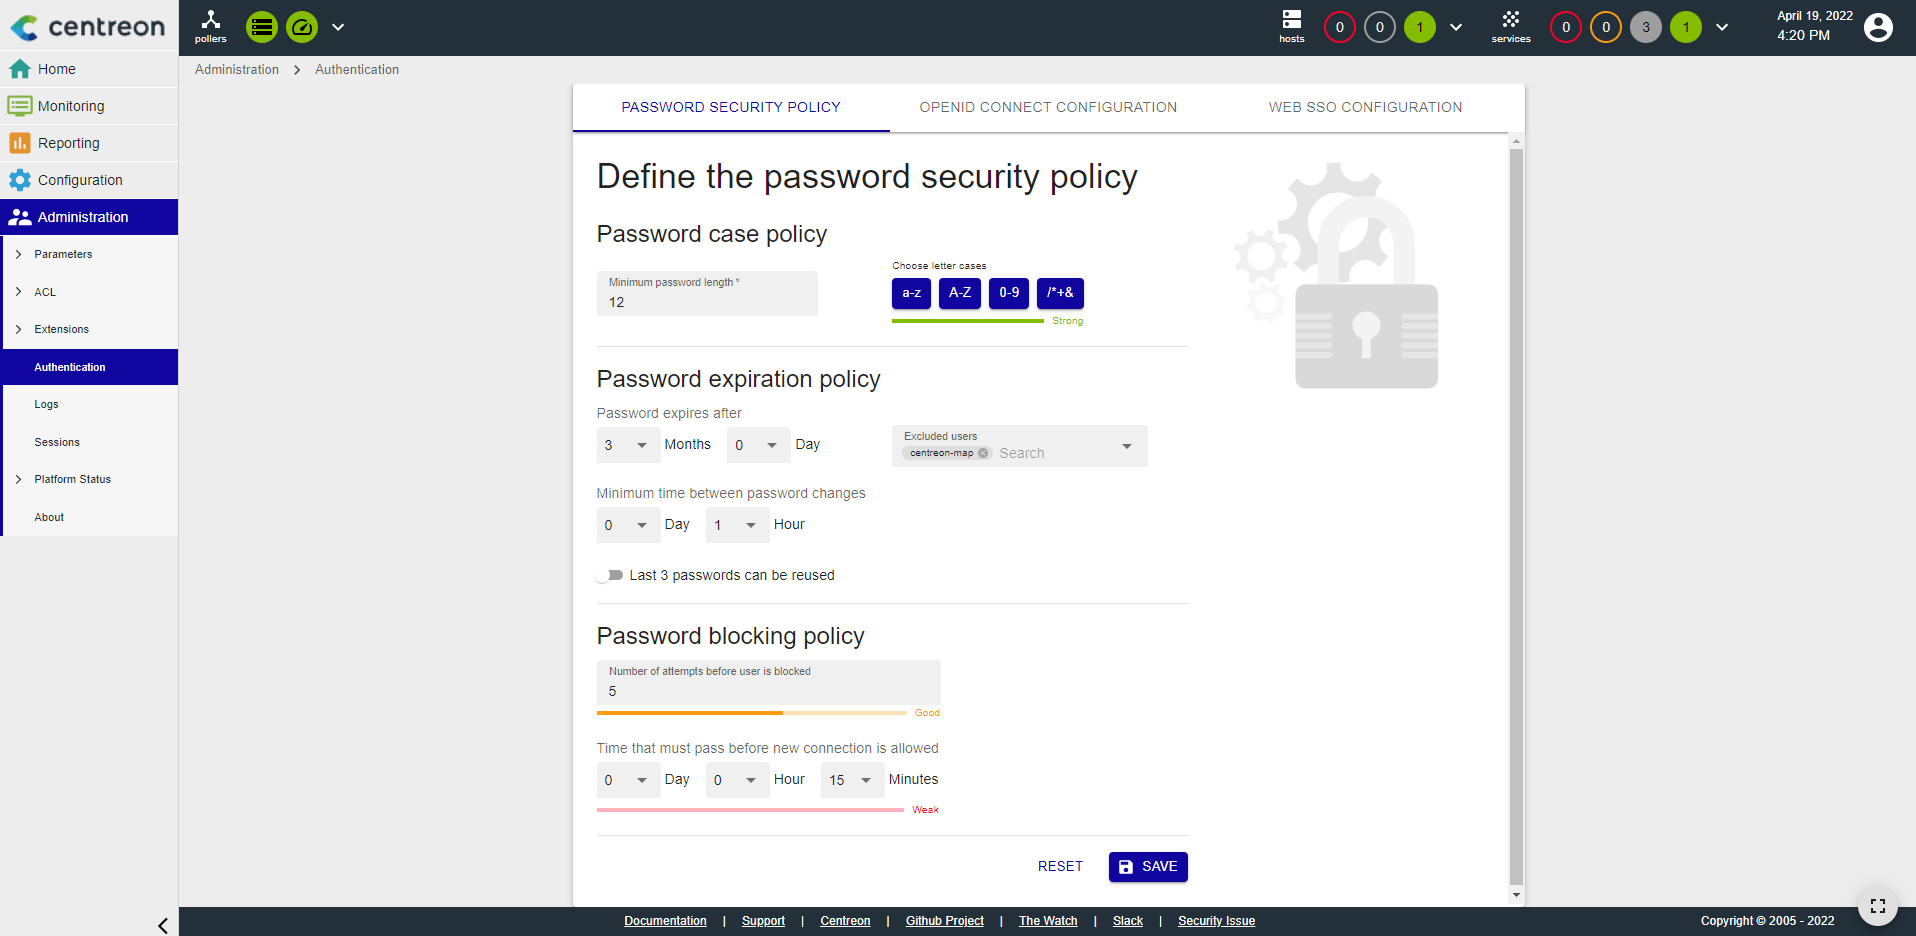 centreon
pollers
hosts
0
0
1
services
0
0
3
1
April 19, 2022
4:20 PM
Home
Monitoring
Reporting
Configuration
Administration
Parameters
ACL
Extensions
Authentication
Logs
Sessions
Platform Status
About
Administration
Authentication
PASSWORD SECURITY POLICY
OPENID CONNECT CONFIGURATION
WEB SSO CONFIGURATION
Define the password security policy
Password case policy
Minimum password length *
12
Choose letter cases
a-z A-Z 0-9 /*+&
Strong
Password expiration policy
Password expires after
3 Months 0 Day
Excluded users
centreon-map Search
Minimum time between password changes
0 Day 1 Hour
Last 3 passwords can be reused
Password blocking policy
Number of attempts before user is blocked
5
Good
Time that must pass before new connection is allowed
0 Day 0 Hour 15 Minutes
Weak
RESET SAVE
Documentation | Support | Centreon | Github Project | The Watch | Slack | Security Issue
Copyright © 2005 - 2022